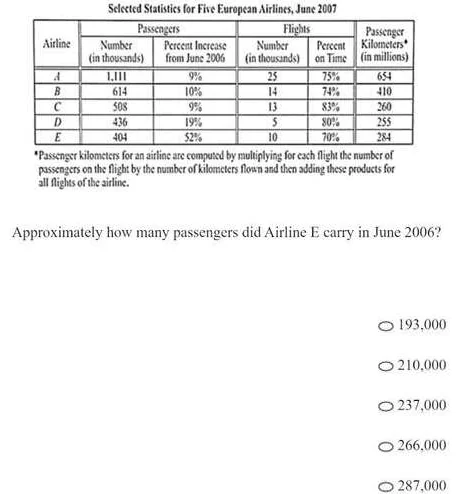 Selected Statistics for Five European Airlines, June 2007
Airline | Passengers | Flights | Passenger Kilometers* (in millions)
Number (in thousands) | Percent Increase from June 2006 | Number (in thousands) | Percent on Time
A 1,111 9% 25 75% 654
B 614 10% 14 74% 410
C 508 9% 13 83% 260
D 436 19% 5 80% 255
E 404 52% 10 70% 284
*Passenger kilometers for an airline are computed by multiplying for each flight the number of
passengers on the flight by the number of kilometers flown and then adding these products for
all flights of the airline.
Approximately how many passengers did Airline E carry in June 2006?
193,000
210,000
237,000
266,000
287,000